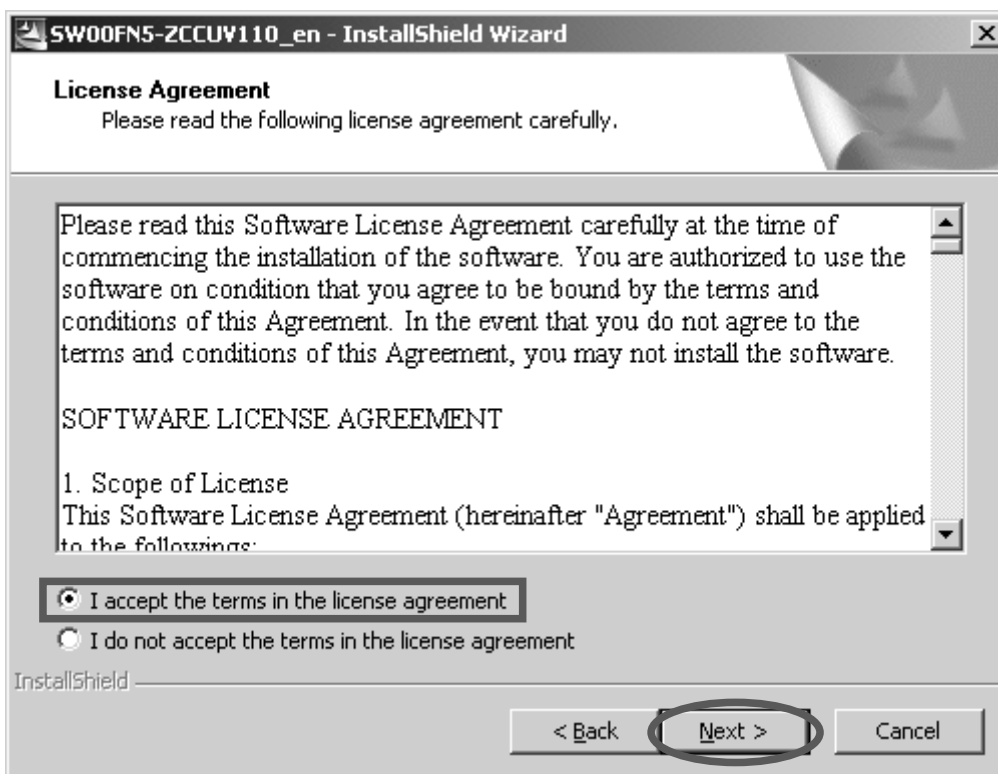 SW00FN5-ZCCUV110_en - InstallShield Wizard
License Agreement
Please read the following license agreement carefully.
Please read this Software License Agreement carefully at the time of
commencing the installation of the software. You are authorized to use the
software on condition that you agree to be bound by the terms and
conditions of this Agreement. In the event that you do not agree to the
terms and conditions of this Agreement, you may not install the software.
SOFTWARE LICENSE AGREEMENT
1. Scope of License
This Software License Agreement (hereinafter "Agreement") shall be applied
to the followings:
I accept the terms in the license agreement
I do not accept the terms in the license agreement
InstallShield
< Back
Next >
Cancel